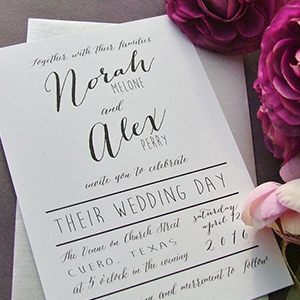 Together with their families
Norah
MELONE
and
Alex
PERRY
invite you to celebrate
THEIR WEDDING DAY
The Venue on Church Street
CUERO, TEXAS
at 5 o'clock in the evening
saturday
april 12
2016
and merriment to follow